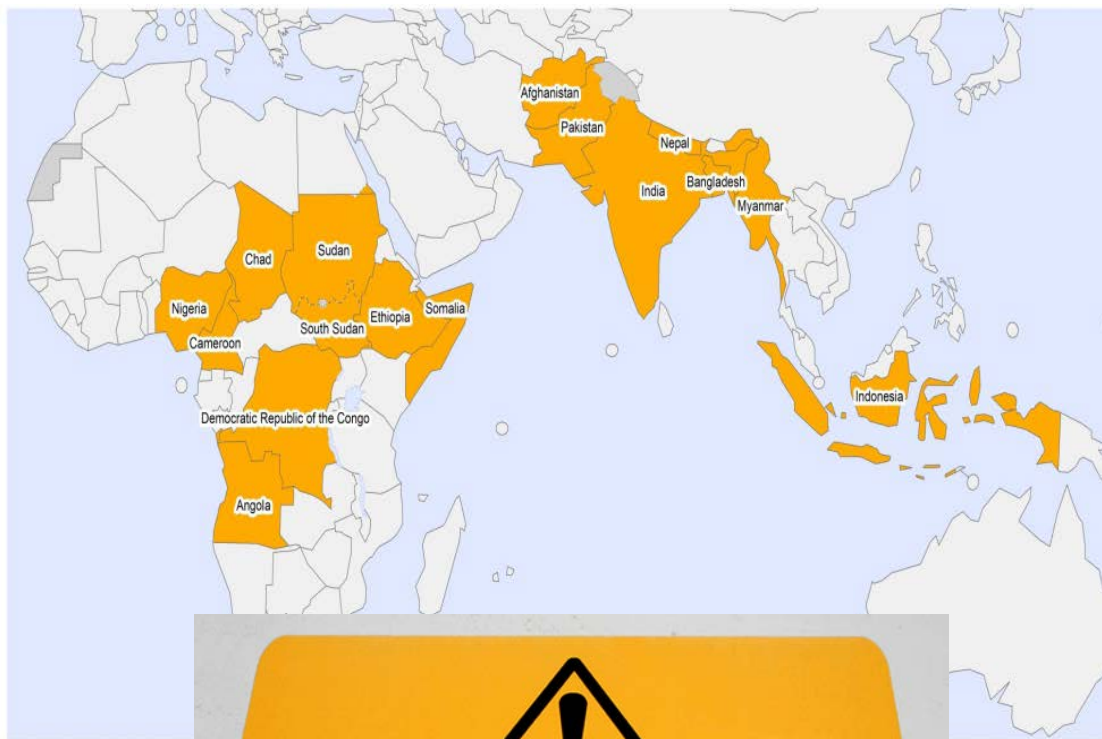 Afghanistan
Pakistan
Nepal
Bangladesh
India
Myanmar
Chad
Sudan
Nigeria
Ethiopia
Somalia
South Sudan
Cameroon
Indonesia
Democratic Republic of the Congo
Angola